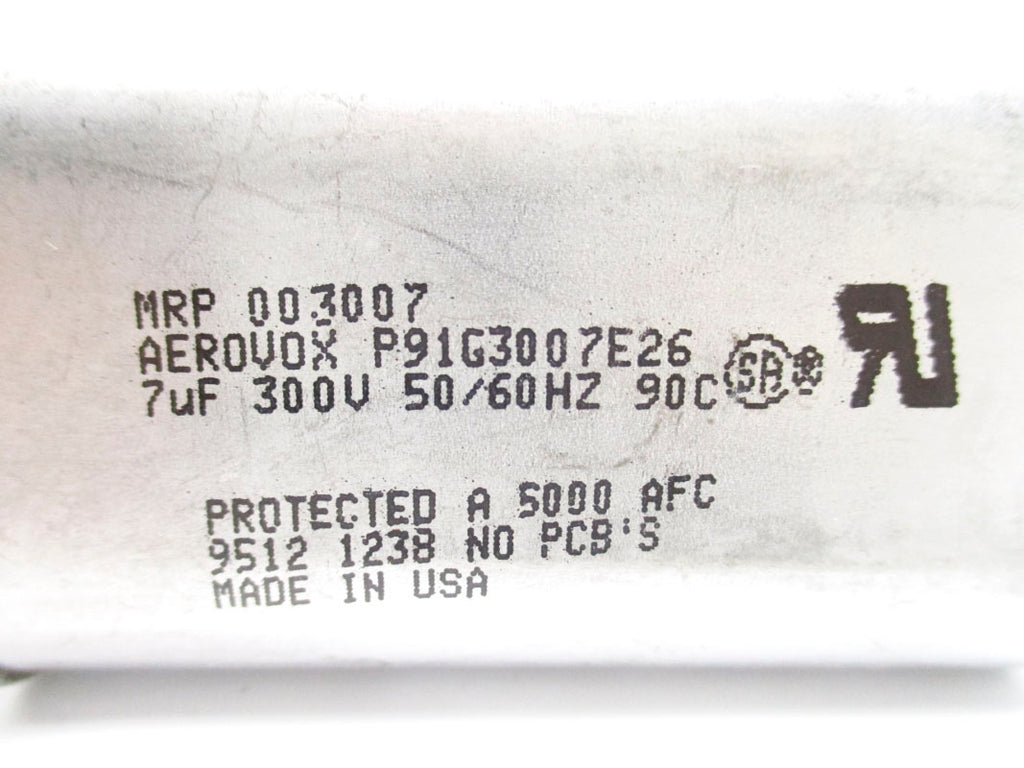 MRP 003007
AEROVOX P91G3007E26
7uF 300V 50/60HZ 90C SA ®
PROTECTED A 5000 AFC
9512 1238 NO PCB'S
MADE IN USA